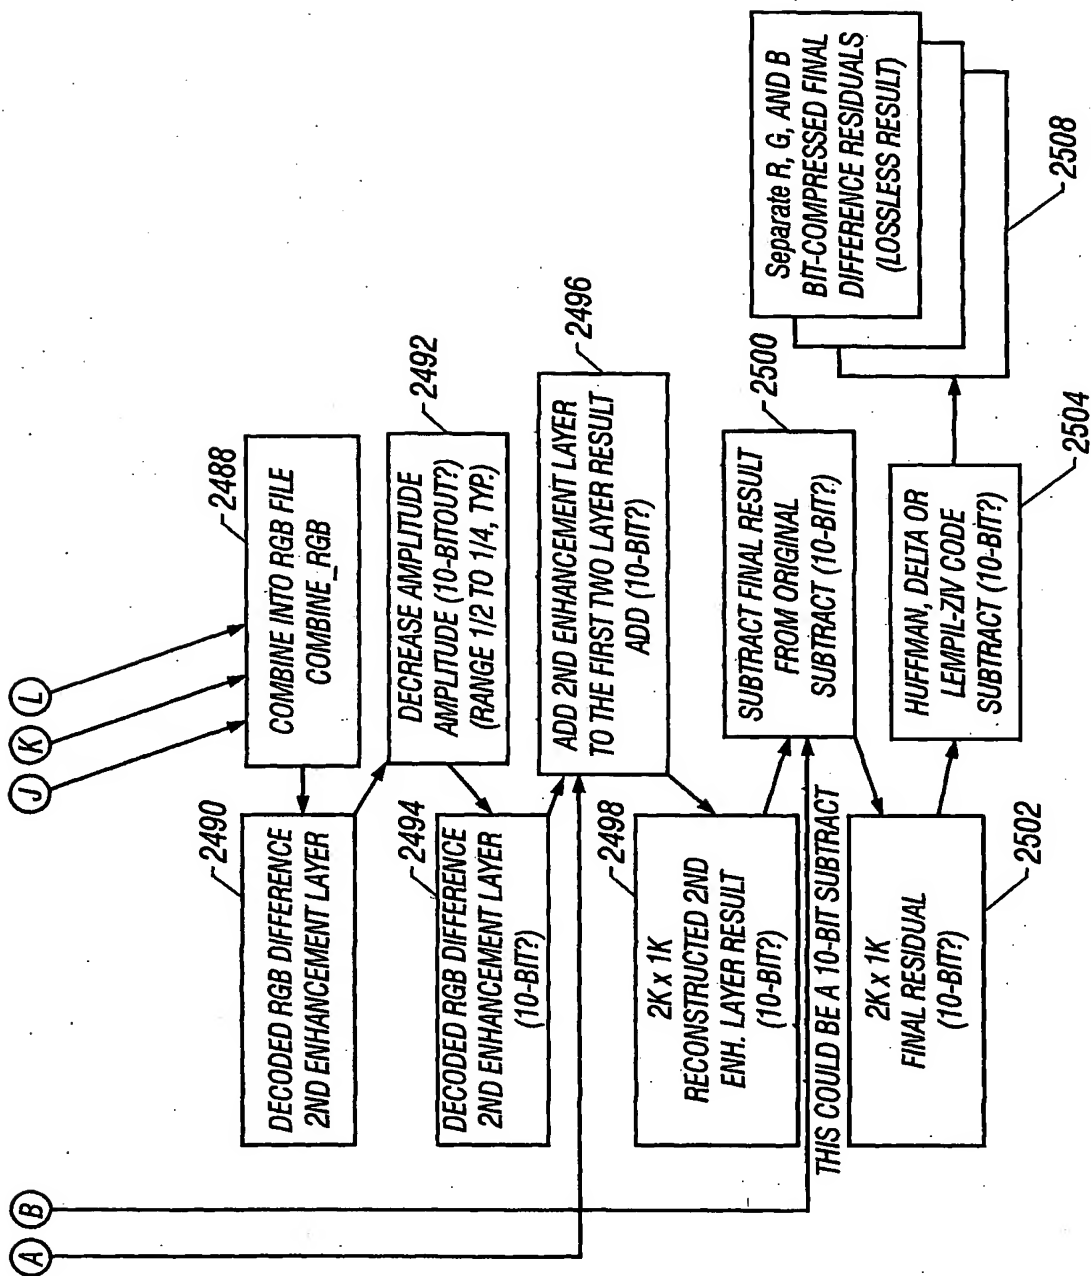 A
B
J
K
L
2488
COMBINE INTO RGB FILE
COMBINE_RGB
2490
DECODED RGB DIFFERENCE
2ND ENHANCEMENT LAYER
2492
DECREASE AMPLITUDE
AMPLITUDE (10-BITOUT?)
(RANGE 1/2 TO 1/4, TYP.)
2494
DECODED RGB DIFFERENCE
2ND ENHANCEMENT LAYER
(10-BIT?)
2496
ADD 2ND ENHANCEMENT LAYER
TO THE FIRST TWO LAYER RESULT
ADD (10-BIT?)
2498
2K x 1K
RECONSTRUCTED 2ND
ENH. LAYER RESULT
(10-BIT?)
THIS COULD BE A 10-BIT SUBTRACT
2500
SUBTRACT FINAL RESULT
FROM ORIGINAL
SUBTRACT (10-BIT?)
2K x 1K
FINAL RESIDUAL
(10-BIT?)
2502
HUFFMAN, DELTA OR
LEMPIL-ZIV CODE
SUBTRACT (10-BIT?)
2504
Separate R, G, AND B
BIT-COMPRESSED FINAL
DIFFERENCE RESIDUALS
(LOSSLESS RESULT)
2508